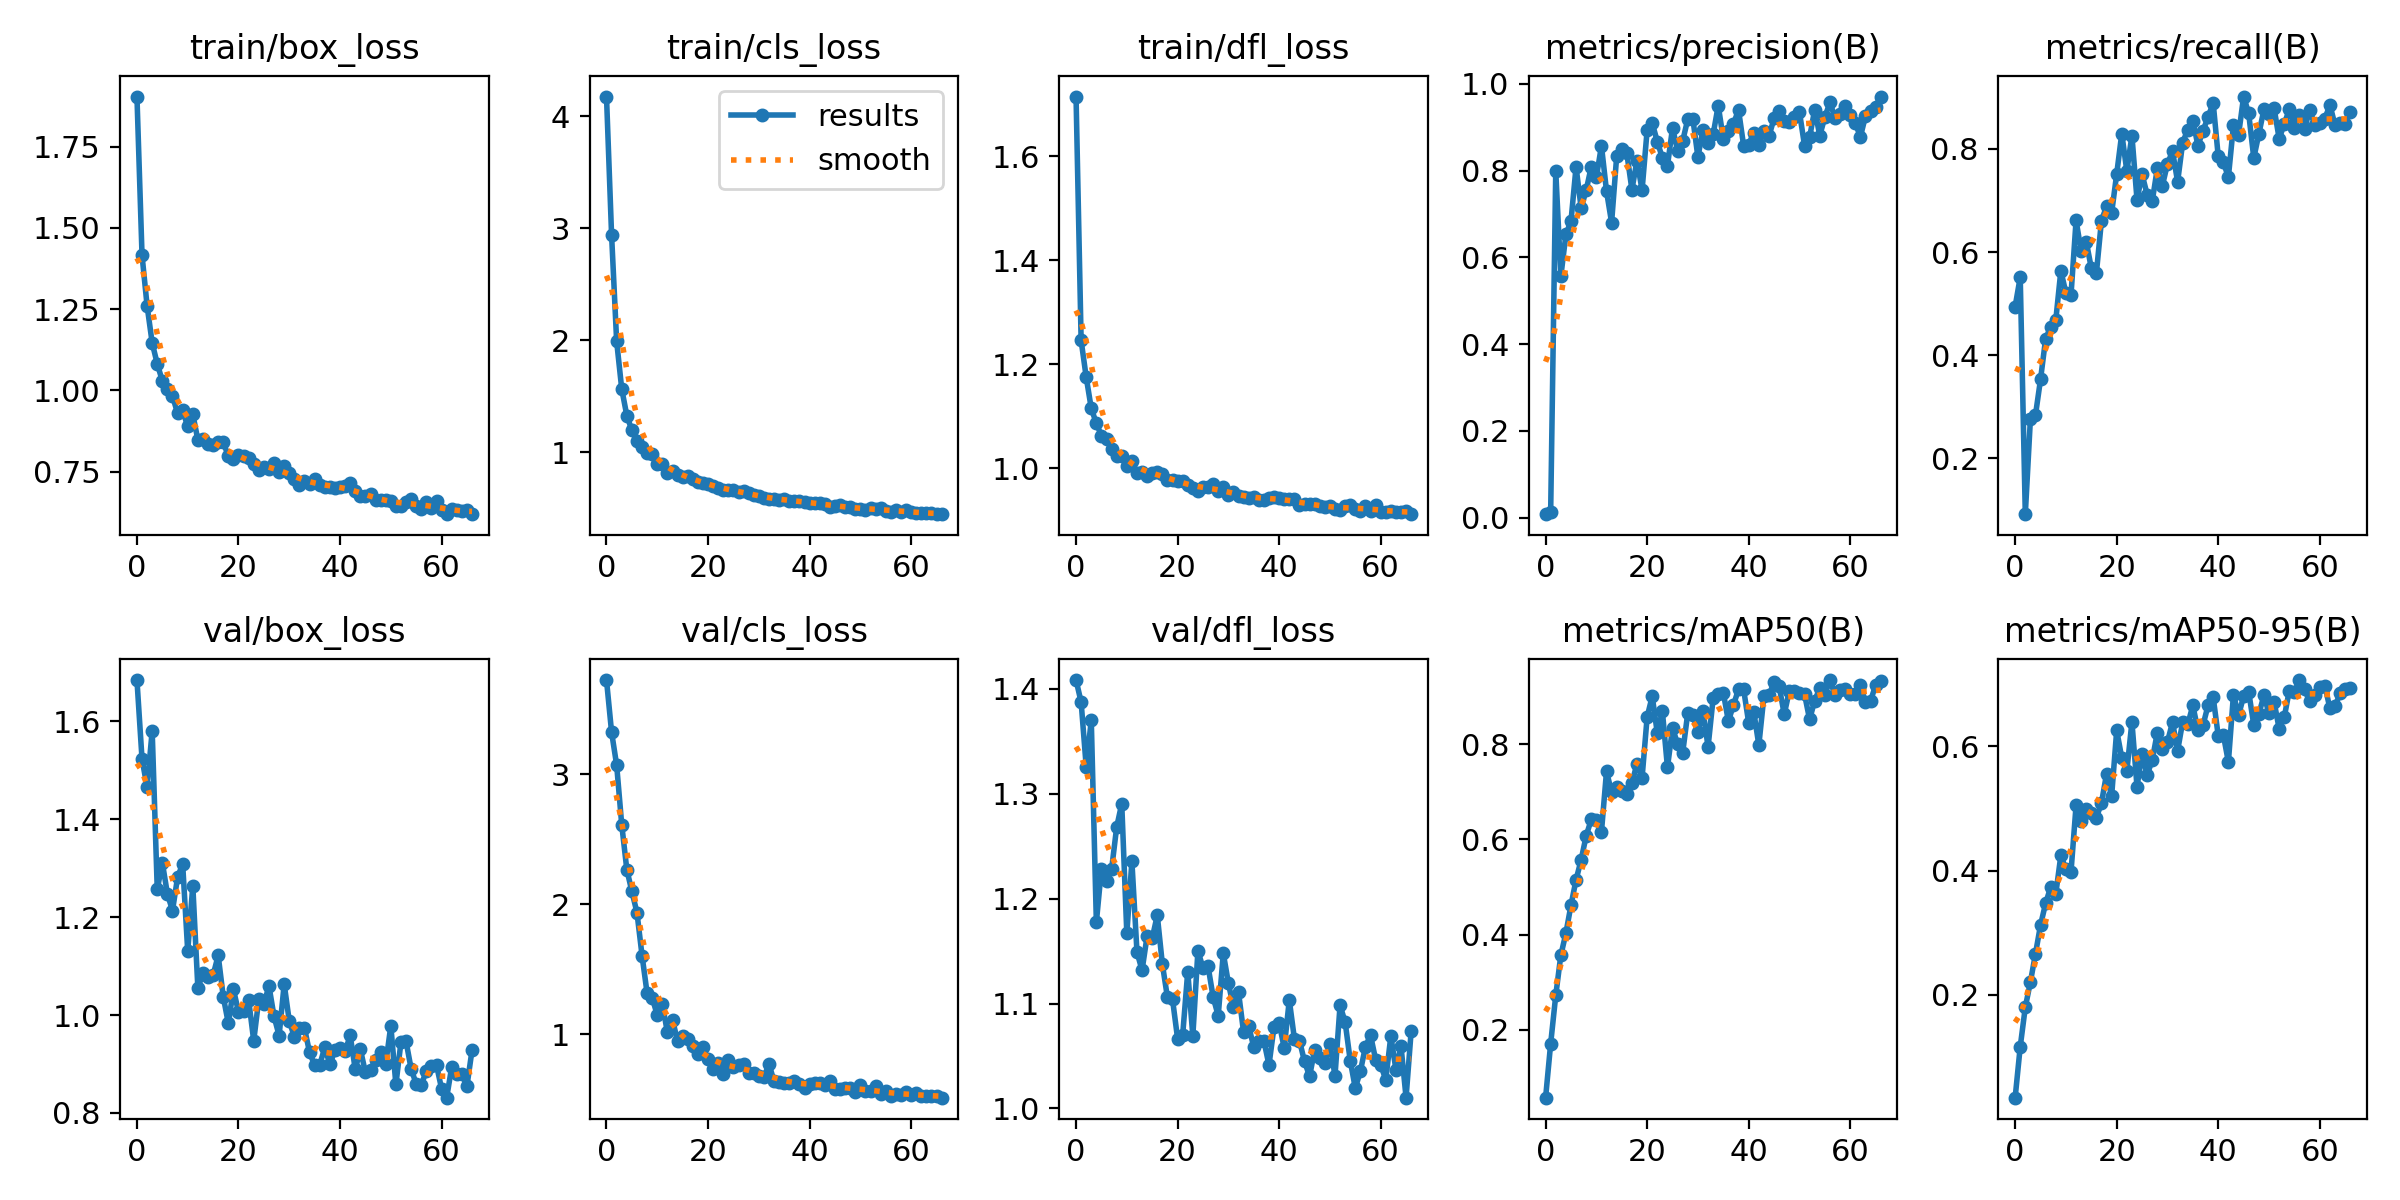 train/box_loss
1.75
1.50
1.25
1.00
0.75
0 20 40 60
train/cls_loss
results
smooth
4
3
2
1
0 20 40 60
train/dfl_loss
1.6
1.4
1.2
1.0
0 20 40 60
metrics/precision(B)
1.0
0.8
0.6
0.4
0.2
0.0
0 20 40 60
metrics/recall(B)
0.8
0.6
0.4
0.2
0 20 40 60
val/box_loss
1.6
1.4
1.2
1.0
0.8
0 20 40 60
val/cls_loss
3
2
1
0 20 40 60
val/dfl_loss
1.4
1.3
1.2
1.1
1.0
0 20 40 60
metrics/mAP50(B)
0.8
0.6
0.4
0.2
0 20 40 60
metrics/mAP50-95(B)
0.6
0.4
0.2
0 20 40 60